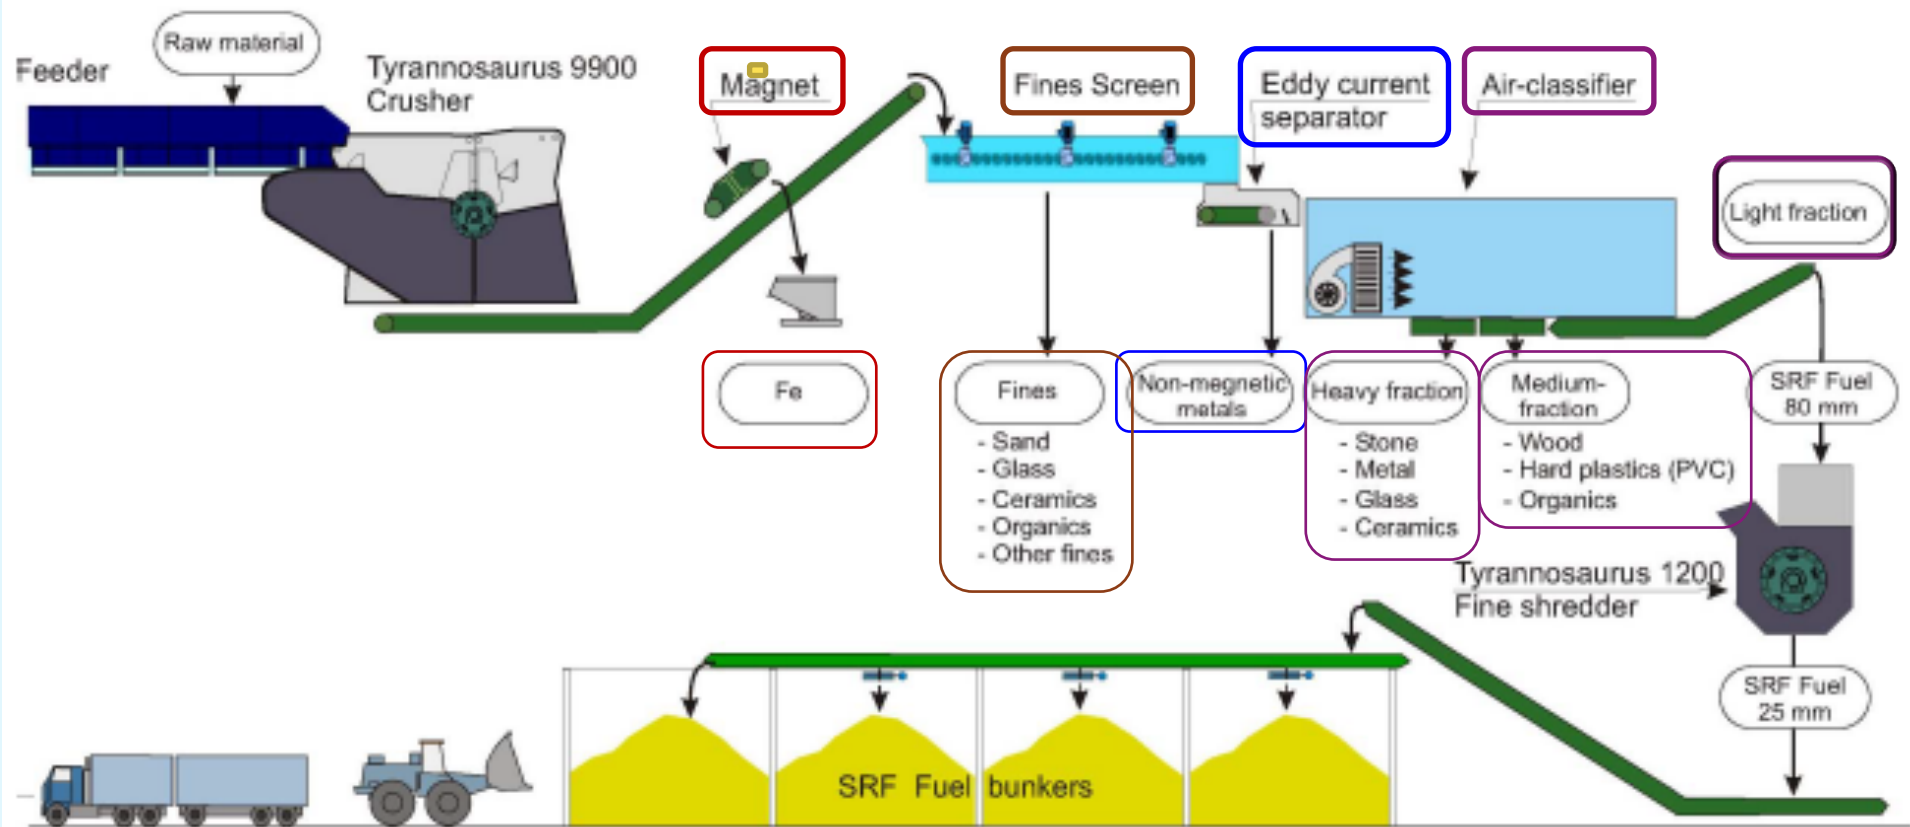 Raw material
Feeder
Tyrannosaurus 9900
Crusher
Magnet
Fines Screen
Eddy current
separator
Air-classifier
Light fraction
Fe
Fines
- Sand
- Glass
- Ceramics
- Organics
- Other fines
Non-megnetic
metals
Heavy fraction
- Stone
- Metal
- Glass
- Ceramics
Medium-
fraction
- Wood
- Hard plastics (PVC)
- Organics
SRF Fuel
80 mm
Tyrannosaurus 1200
Fine shredder
SRF Fuel
25 mm
SRF Fuel bunkers